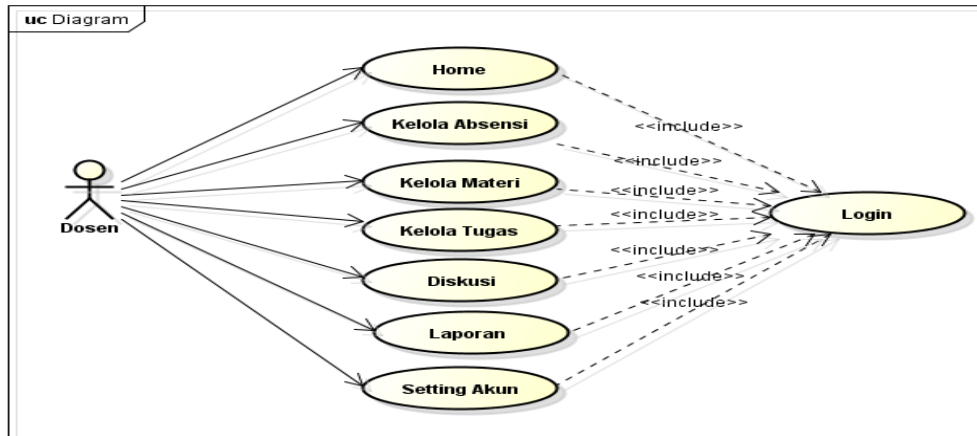 uc Diagram
Home
Kelola Absensi
<<include>>
<<include>>
Kelola Materi
<<include>>
Login
<<include>>
Dosen
Kelola Tugas
<<include>>
Diskusi
<<include>>
<<include>>
Laporan
Setting Akun